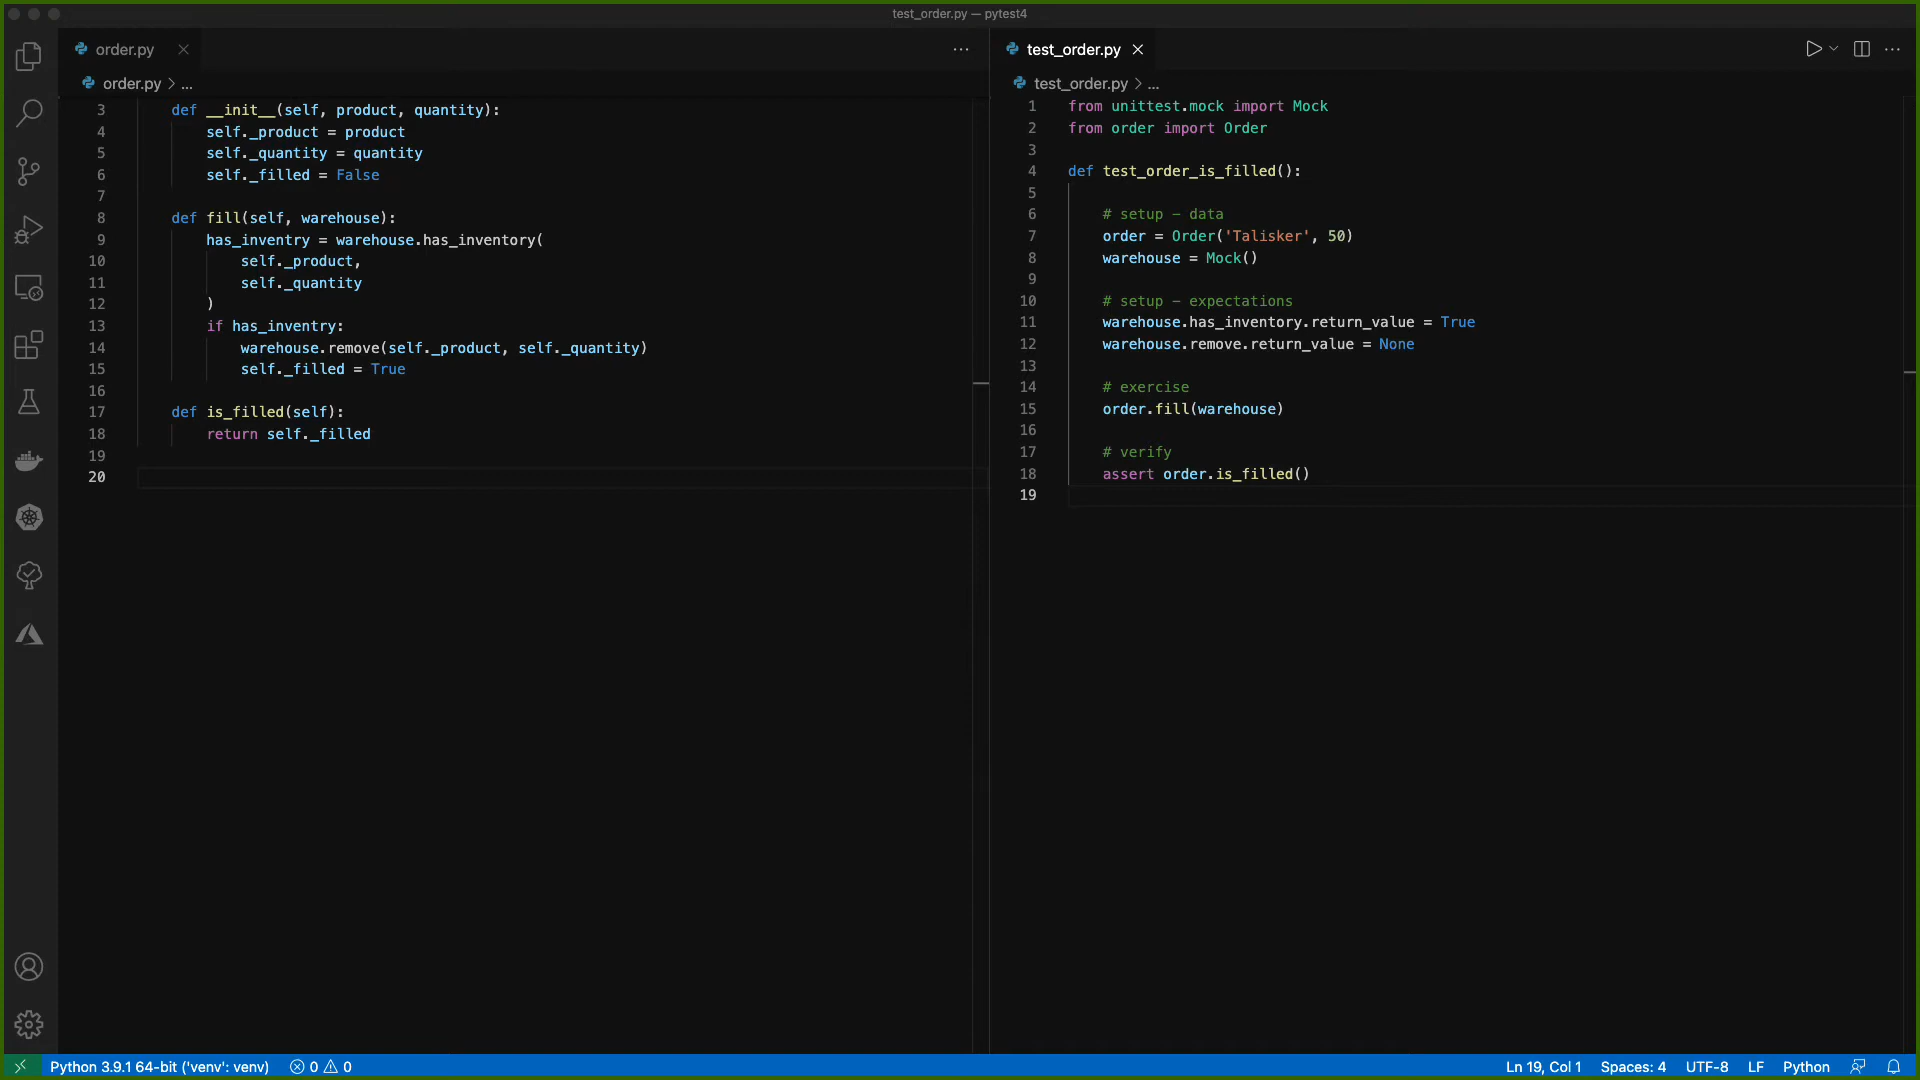 test_order.py — pytest4
order.py
order.py > ...
3 def __init__(self, product, quantity):
4 self._product = product
5 self._quantity = quantity
6 self._filled = False
7
8 def fill(self, warehouse):
9 has_inventry = warehouse.has_inventory(
10 self._product,
11 self._quantity
12 )
13 if has_inventry:
14 warehouse.remove(self._product, self._quantity)
15 self._filled = True
16
17 def is_filled(self):
18 return self._filled
19
20
test_order.py
test_order.py > ...
1 from unittest.mock import Mock
2 from order import Order
3
4 def test_order_is_filled():
5
6 # setup – data
7 order = Order('Talisker', 50)
8 warehouse = Mock()
9
10 # setup – expectations
11 warehouse.has_inventory.return_value = True
12 warehouse.remove.return_value = None
13
14 # exercise
15 order.fill(warehouse)
16
17 # verify
18 assert order.is_filled()
19
Python 3.9.1 64-bit ('venv': venv) 0 0 Ln 19, Col 1 Spaces: 4 UTF-8 LF Python